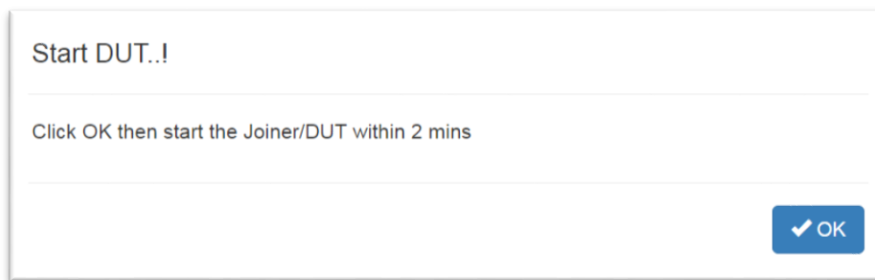 Start DUT..!
Click OK then start the Joiner/DUT within 2 mins
OK